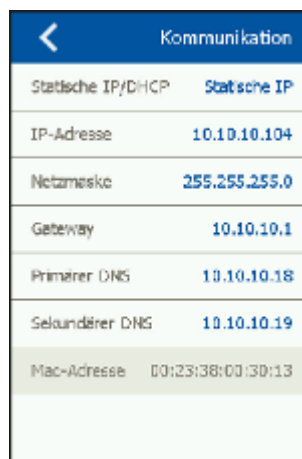 Kommunikation
Statische IP/DHCP Statische IP
IP-Adresse 10.10.10.104
Netzmaske 255.255.255.0
Gateway 10.10.10.1
Primärer DNS 10.10.10.18
Sekundärer DNS 10.10.10.19
Mac-Adresse 00:23:38:00:30:13